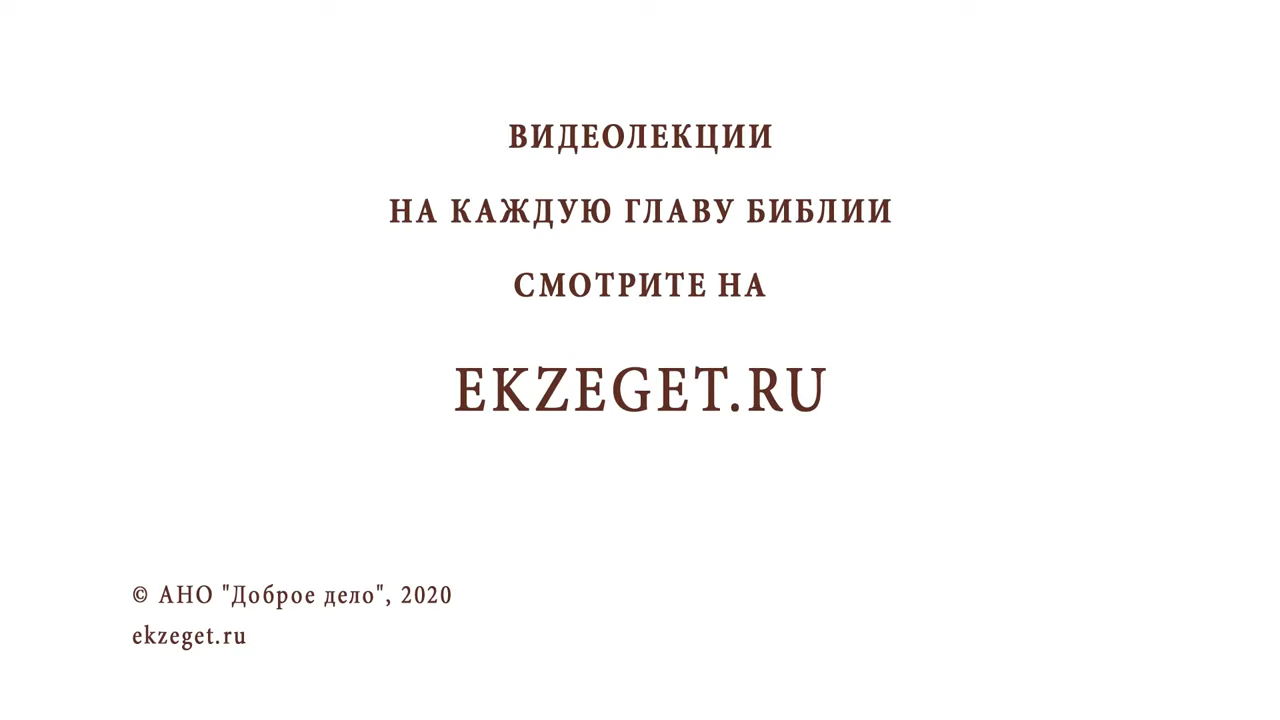 ВИДЕОЛЕКЦИИ
НА КАЖДУЮ ГЛАВУ БИБЛИИ
СМОТРИТЕ НА
EKZEGET.RU
© АНО "Доброе дело", 2020
ekzeget.ru